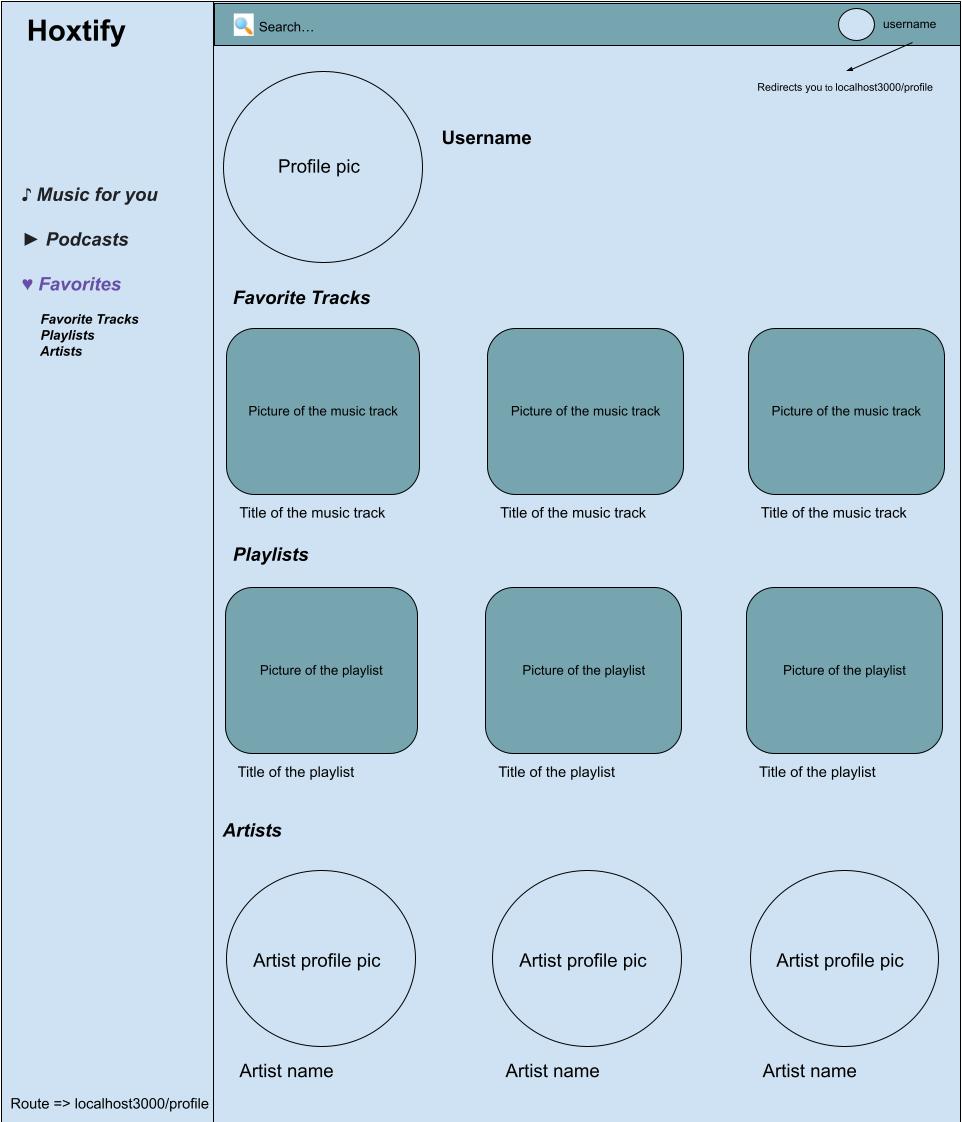 Hoxtify
🔍 Search…
username
Redirects you to localhost3000/profile
♪ Music for you
► Podcasts
♥ Favorites
Favorite Tracks
Playlists
Artists
Profile pic
Username
Favorite Tracks
Picture of the music track
Picture of the music track
Picture of the music track
Title of the music track
Title of the music track
Title of the music track
Playlists
Picture of the playlist
Picture of the playlist
Picture of the playlist
Title of the playlist
Title of the playlist
Title of the playlist
Artists
Artist profile pic
Artist profile pic
Artist profile pic
Artist name
Artist name
Artist name
Route => localhost3000/profile